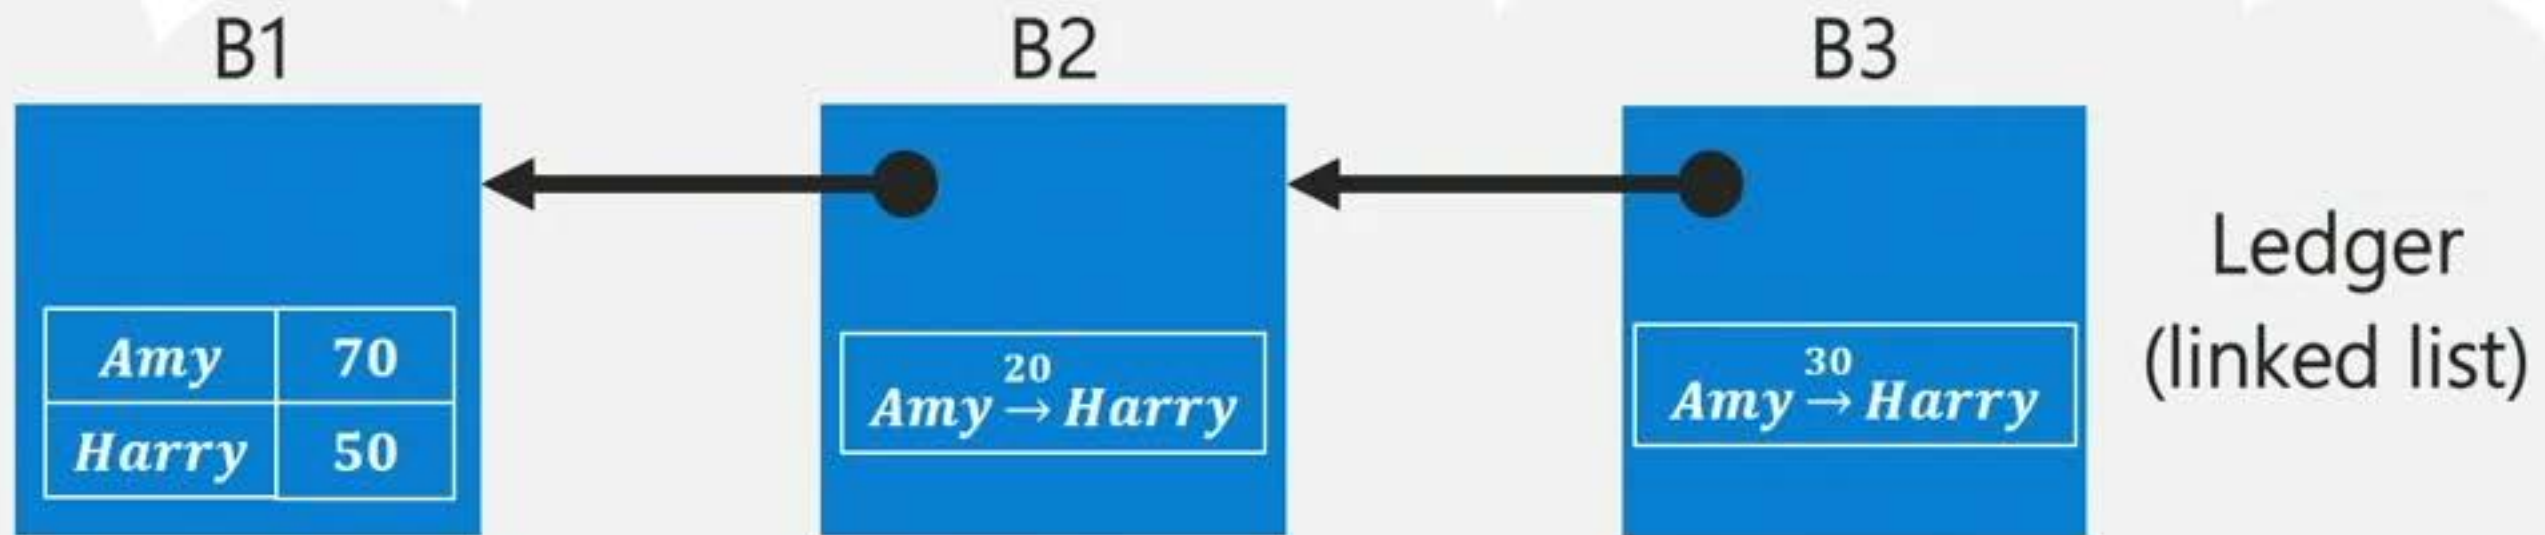 B1
Amy 70
Harry 50
B2
20
Amy → Harry
B3
30
Amy → Harry
Ledger
(linked list)